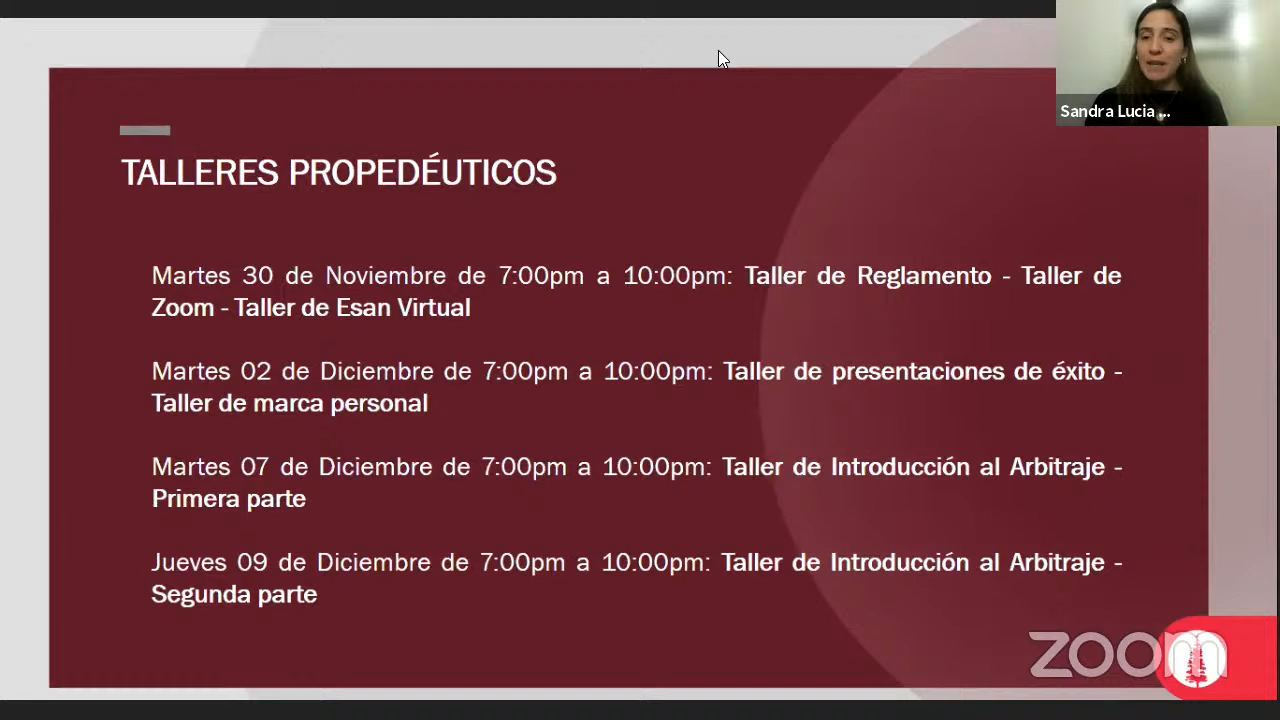 Sandra Lucia ...
TALLERES PROPEDÉUTICOS
Martes 30 de Noviembre de 7:00pm a 10:00pm: Taller de Reglamento - Taller de
Zoom - Taller de Esan Virtual
Martes 02 de Diciembre de 7:00pm a 10:00pm: Taller de presentaciones de éxito -
Taller de marca personal
Martes 07 de Diciembre de 7:00pm a 10:00pm: Taller de Introducción al Arbitraje -
Primera parte
Jueves 09 de Diciembre de 7:00pm a 10:00pm: Taller de Introducción al Arbitraje -
Segunda parte
zoom